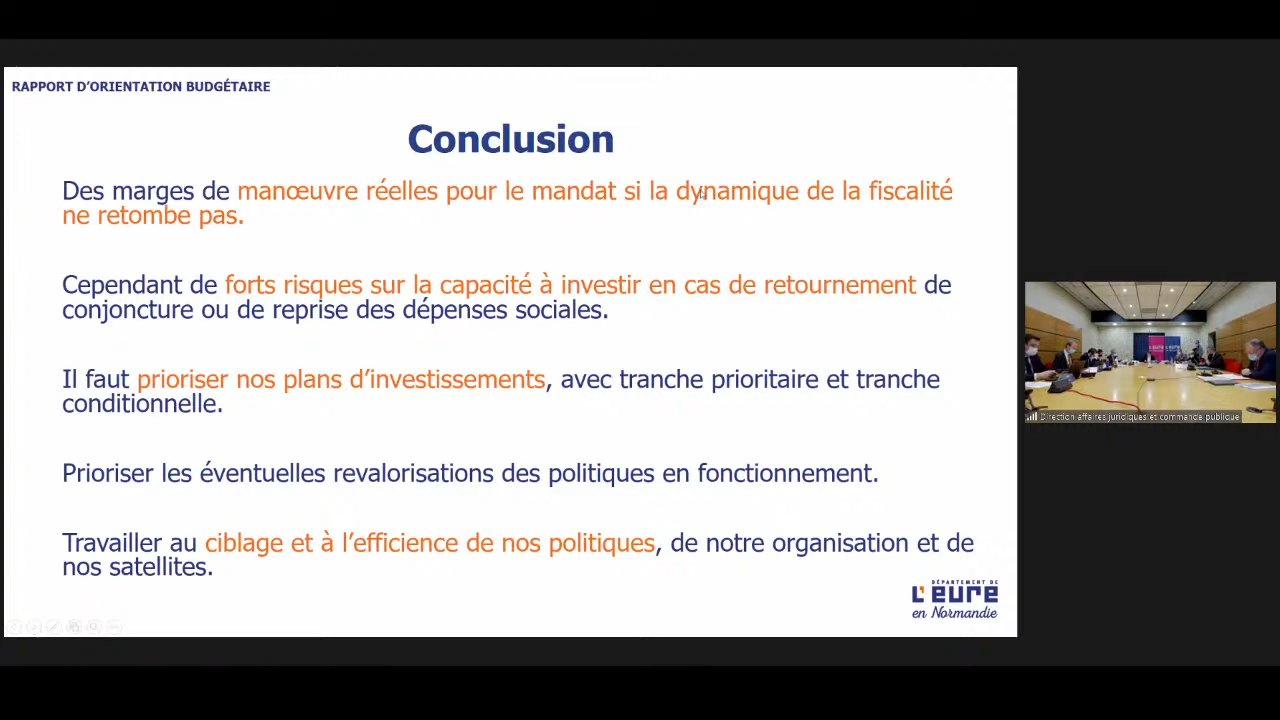 RAPPORT D’ORIENTATION BUDGÉTAIRE
Conclusion
Des marges de manœuvre réelles pour le mandat si la dynamique de la fiscalité
ne retombe pas.
Cependant de forts risques sur la capacité à investir en cas de retournement de
conjoncture ou de reprise des dépenses sociales.
Il faut prioriser nos plans d’investissements, avec tranche prioritaire et tranche
conditionnelle.
Prioriser les éventuelles revalorisations des politiques en fonctionnement.
Travailler au ciblage et à l’efficience de nos politiques, de notre organisation et de
nos satellites.
DÉPARTEMENT DE
L'EURE
en Normandie
Direction affaires juridiques et commande publique